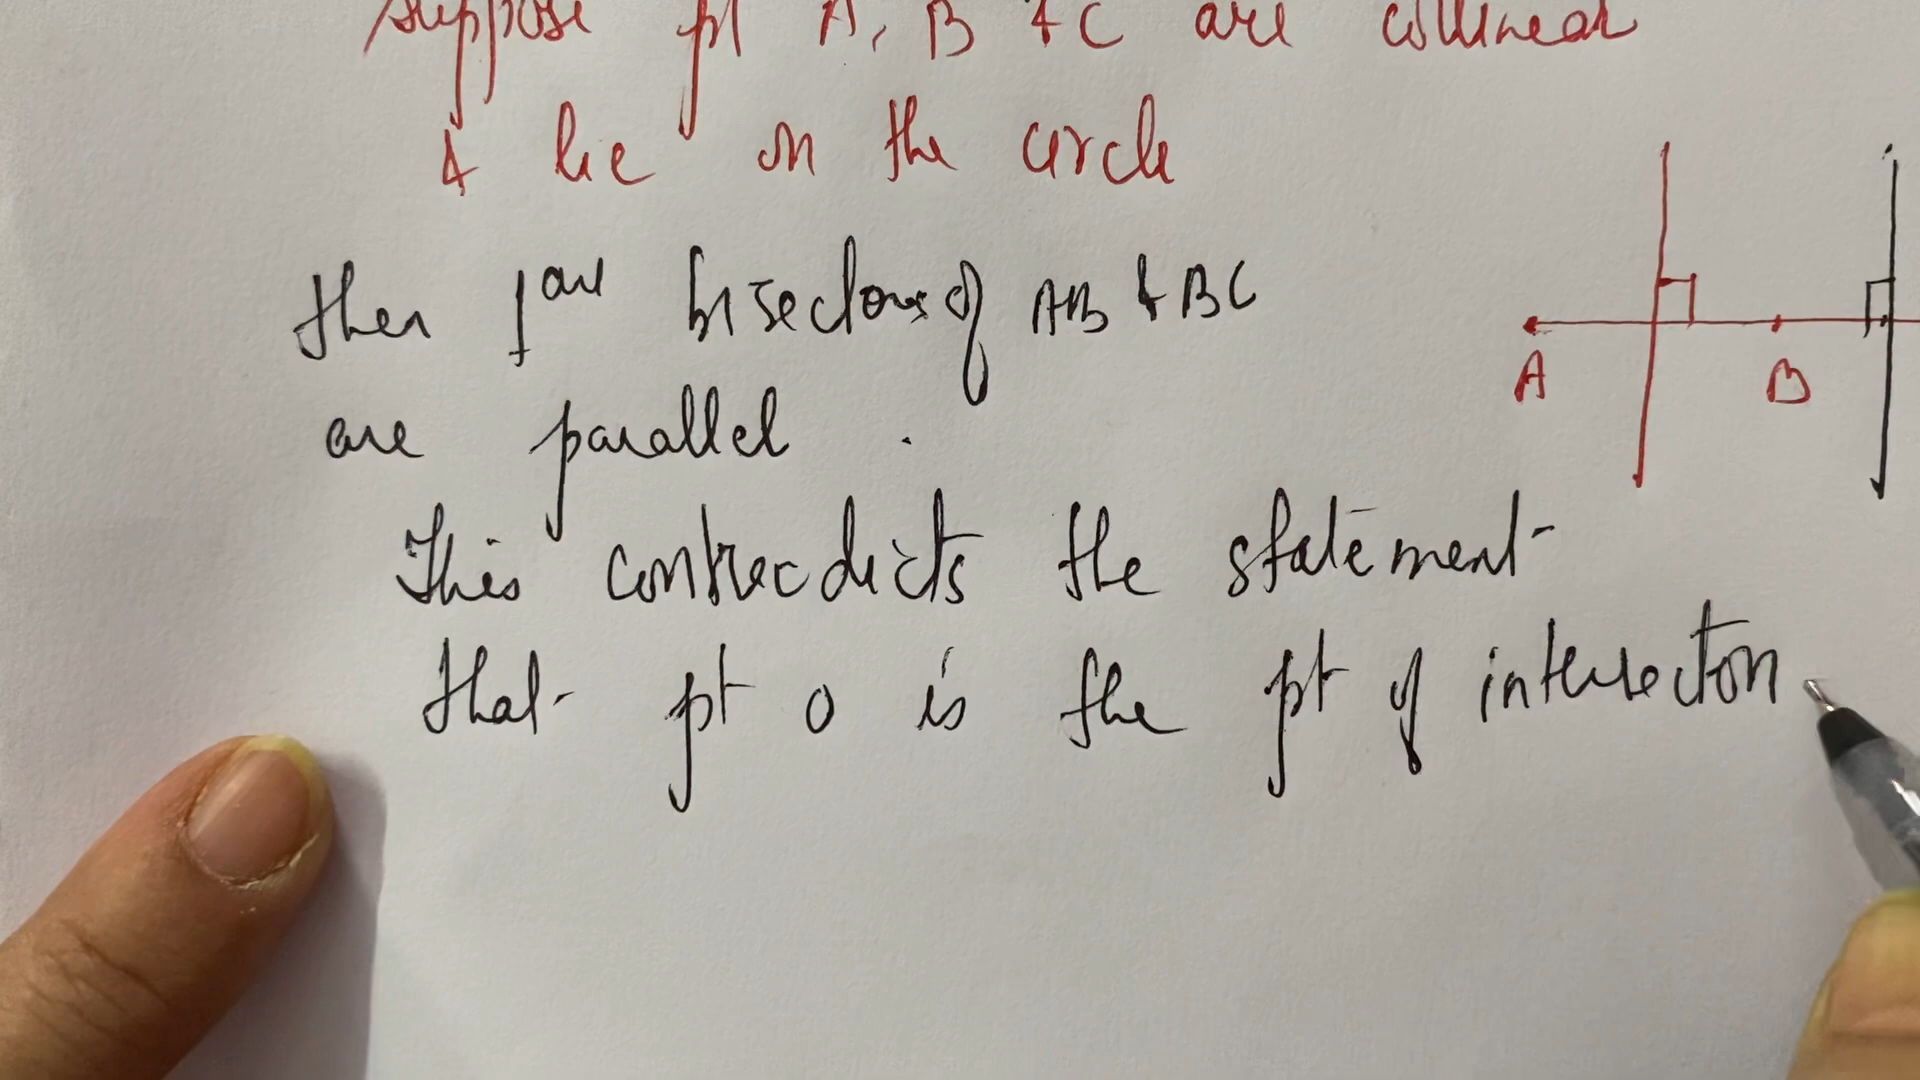 suppose pt A, B & C are collinear
& lie on the circle
then ⊥ar bisectors of AB & BC
are parallel.
A B
This contradicts the statement
that pt O is the pt of intersection